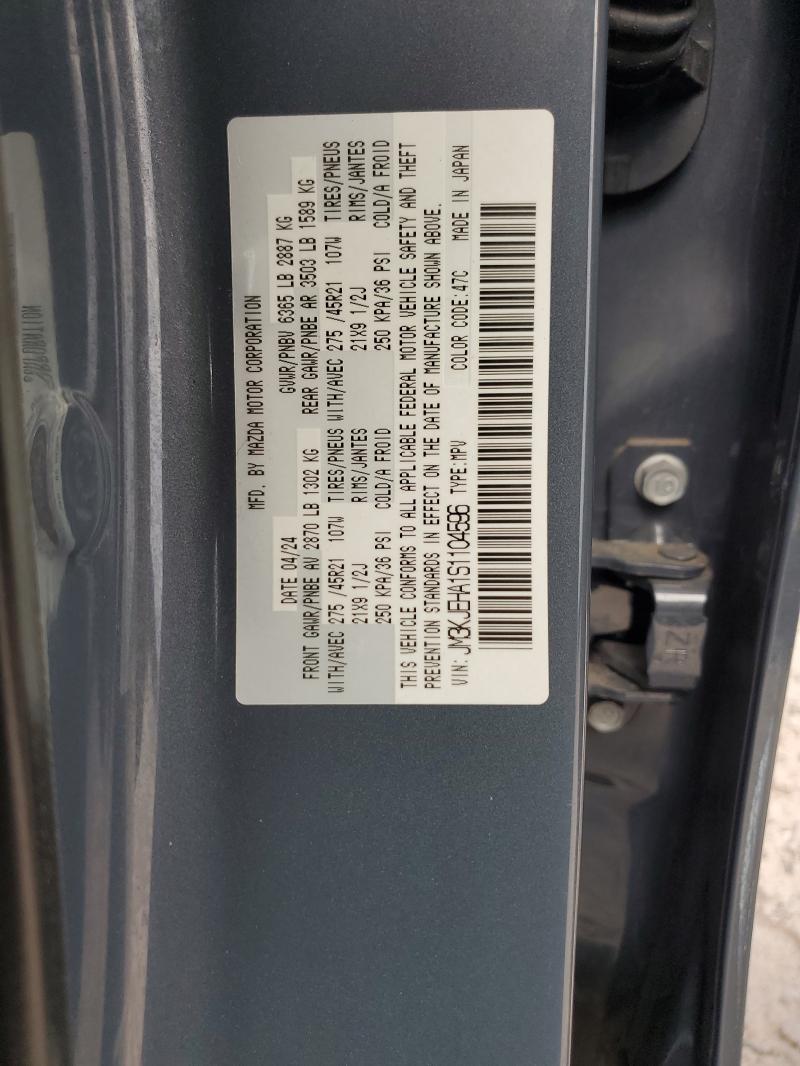 MFD. BY MAZDA MOTOR CORPORATION
DATE 04/24 GVWR/PNBV 6365 LB 2887 KG
FRONT GAWR/PNBE AV 2870 LB 1302 KG REAR GAWR/PNBE AR 3503 LB 1589 KG
WITH/AVEC 275 /45R21 107W TIRES/PNEUS WITH/AVEC 275 /45R21 107W TIRES/PNEUS
21X9 1/2J RIMS/JANTES 21X9 1/2J RIMS/JANTES
250 KPA/36 PSI COLD/A FROID 250 KPA/36 PSI COLD/A FROID
THIS VEHICLE CONFORMS TO ALL APPLICABLE FEDERAL MOTOR VEHICLE SAFETY AND THEFT
PREVENTION STANDARDS IN EFFECT ON THE DATE OF MANUFACTURE SHOWN ABOVE.
VIN: JM3KJEHA1S1104596 TYPE:MPV COLOR CODE:47C MADE IN JAPAN